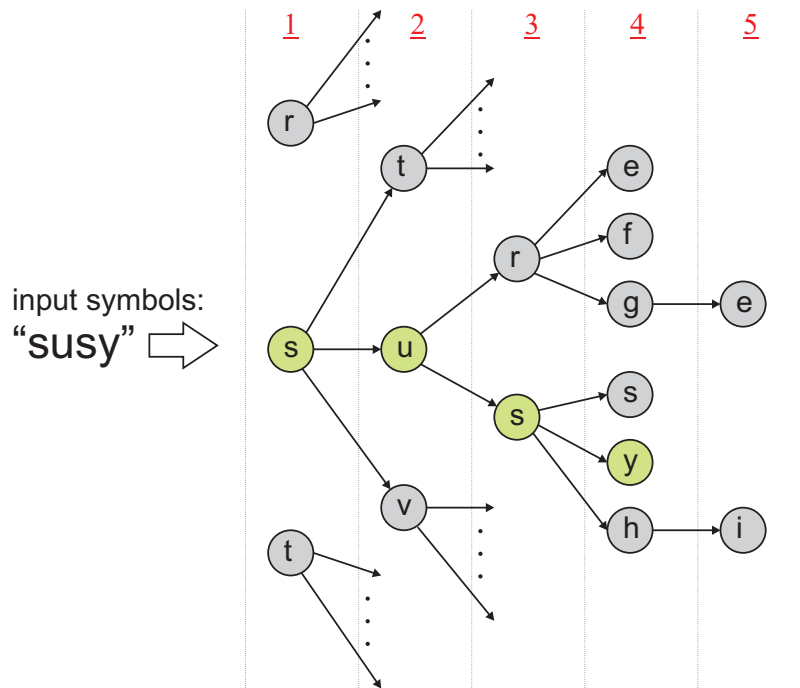 1 2 3 4 5
r
t e
f
r
g e
input symbols:
“susy”
s u
s
s
y
v
h i
t